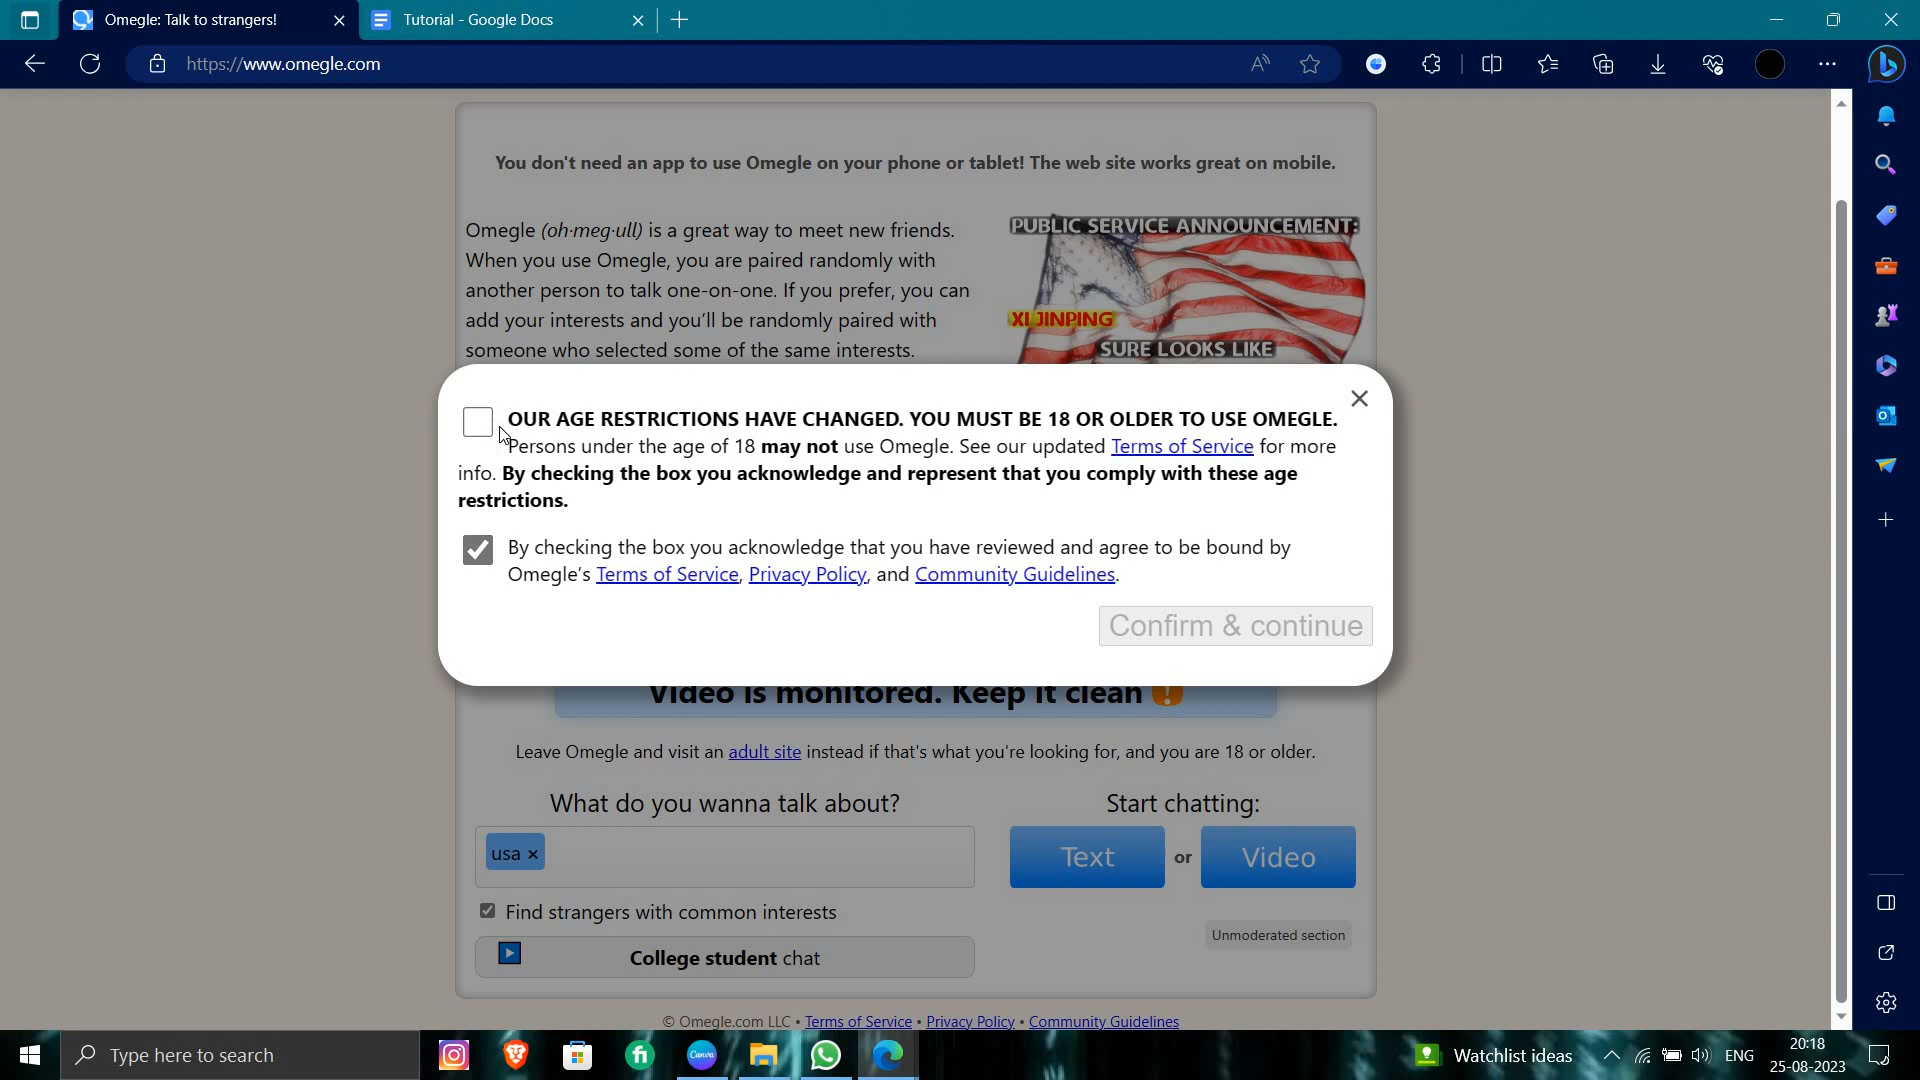 Omegle: Talk to strangers!
Tutorial - Google Docs
https://www.omegle.com
You don't need an app to use Omegle on your phone or tablet! The web site works great on mobile.
Omegle (oh·meg·ull) is a great way to meet new friends.
When you use Omegle, you are paired randomly with
another person to talk one-on-one. If you prefer, you can
add your interests and you'll be randomly paired with
someone who selected some of the same interests.
PUBLIC SERVICE ANNOUNCEMENT:
XI JINPING
SURE LOOKS LIKE
OUR AGE RESTRICTIONS HAVE CHANGED. YOU MUST BE 18 OR OLDER TO USE OMEGLE.
Persons under the age of 18 may not use Omegle. See our updated Terms of Service for more
info. By checking the box you acknowledge and represent that you comply with these age
restrictions.
By checking the box you acknowledge that you have reviewed and agree to be bound by
Omegle's Terms of Service, Privacy Policy, and Community Guidelines.
Confirm & continue
Video is monitored. Keep it clean
Leave Omegle and visit an adult site instead if that's what you're looking for, and you are 18 or older.
What do you wanna talk about?
Start chatting:
usa ×
Text
or
Video
Find strangers with common interests
Unmoderated section
College student chat
© Omegle.com LLC • Terms of Service • Privacy Policy • Community Guidelines
Type here to search
fi
Canva
Watchlist ideas
ENG
20:18
25-08-2023